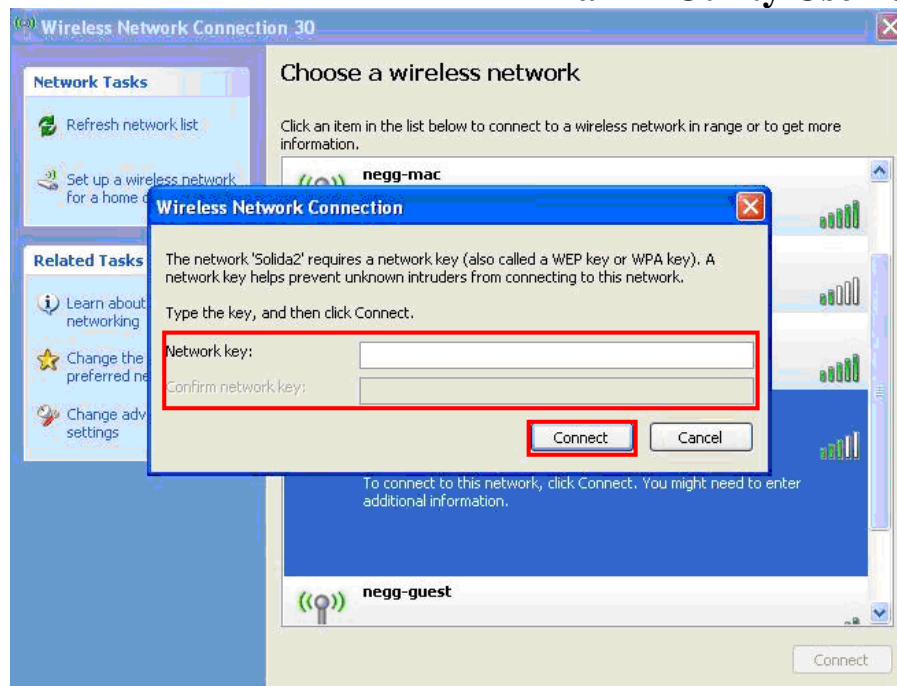 Wireless Network Connection 30
Network Tasks
Refresh network list
Set up a wireless network
for a home
Related Tasks
Learn about
networking
Change the
preferred
Change
settings
Choose a wireless network
Click an item in the list below to connect to a wireless network in range or to get more
information.
negg-mac
Wireless Network Connection
The network 'Solida2' requires a network key (also called a WEP key or WPA key). A
network key helps prevent unknown intruders from connecting to this network.
Type the key, and then click Connect.
Network key:
Confirm network key:
Connect
Cancel
To connect to this network, click Connect. You might need to enter
additional information.
negg-guest
Connect